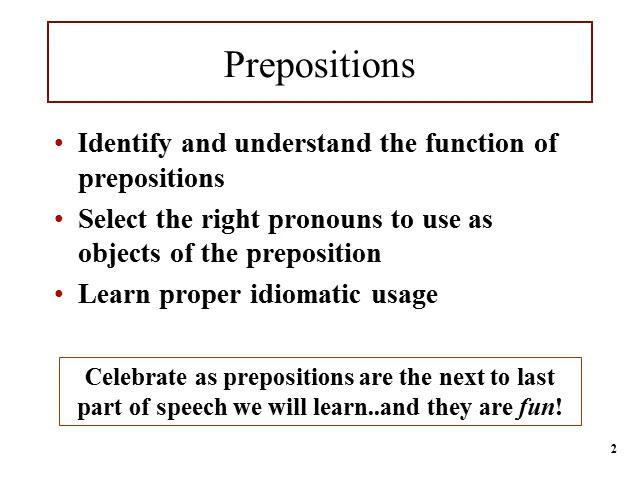 Prepositions
• Identify and understand the function of
prepositions
• Select the right pronouns to use as
objects of the preposition
• Learn proper idiomatic usage
Celebrate as prepositions are the next to last
part of speech we will learn..and they are fun!
2